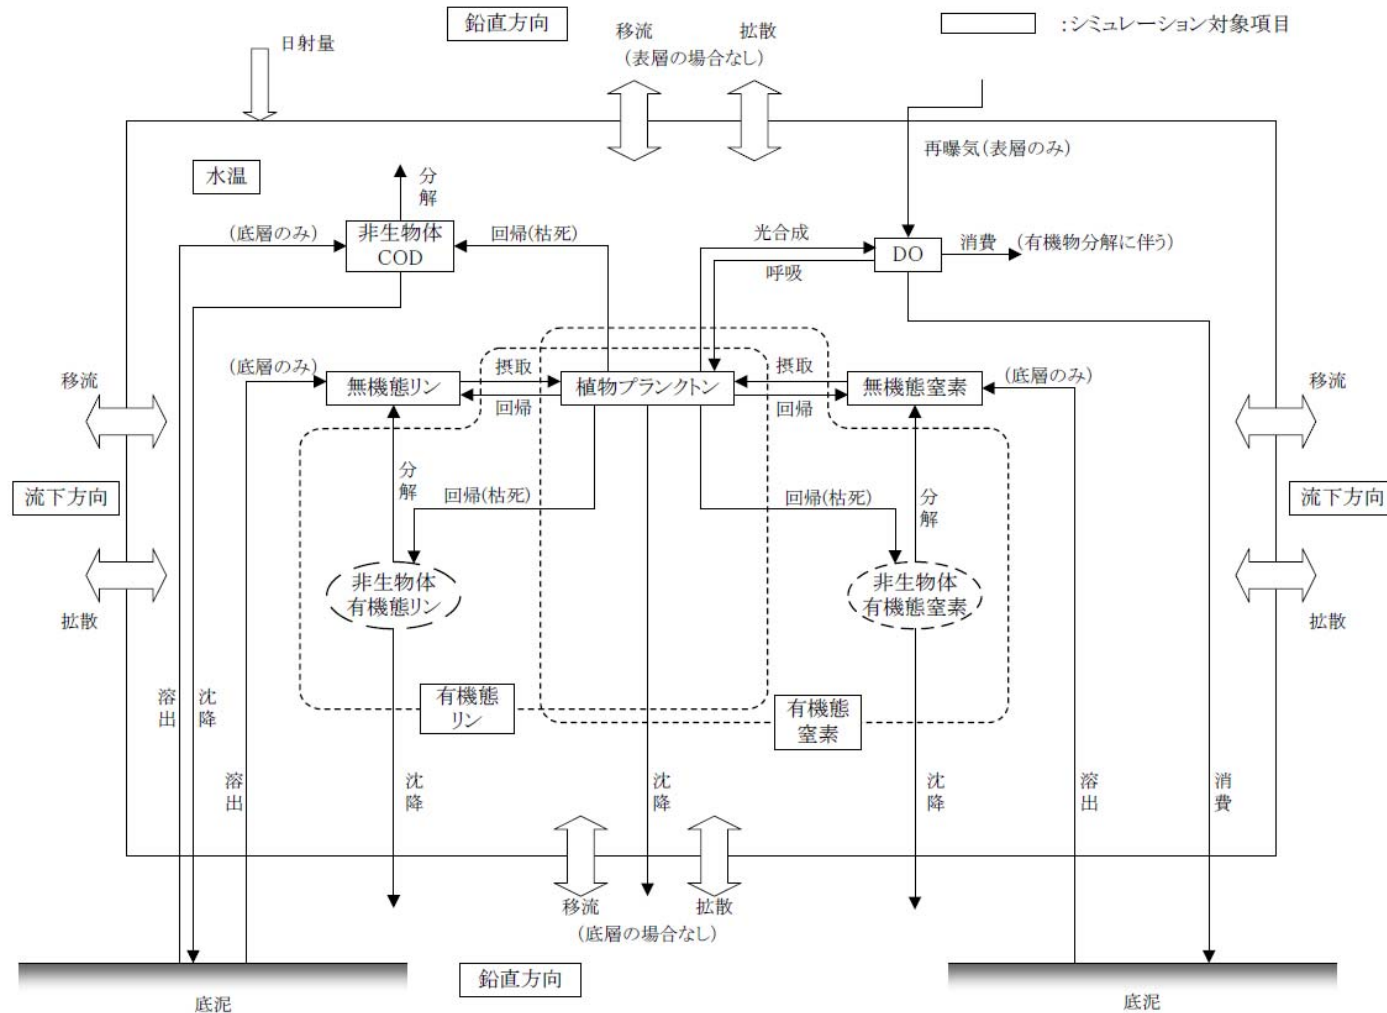 鉛直方向
移流
拡散
(表層の場合なし)
:シミュレーション対象項目
日射量
再曝気(表層のみ)
水温
分解
(底層のみ)
非生物体
COD
回帰(枯死)
光合成
呼吸
DO
消費
(有機物分解に伴う)
(底層のみ)
無機態リン
摂取
回帰
植物プランクトン
摂取
回帰
無機態窒素
(底層のみ)
移流
移流
流下方向
流下方向
分解
回帰(枯死)
回帰(枯死)
分解
非生物体
有機態リン
非生物体
有機態窒素
拡散
拡散
溶出
沈降
有機態
リン
有機態
窒素
溶出
沈降
沈降
沈降
溶出
消費
移流
拡散
(底層の場合なし)
鉛直方向
底泥
底泥